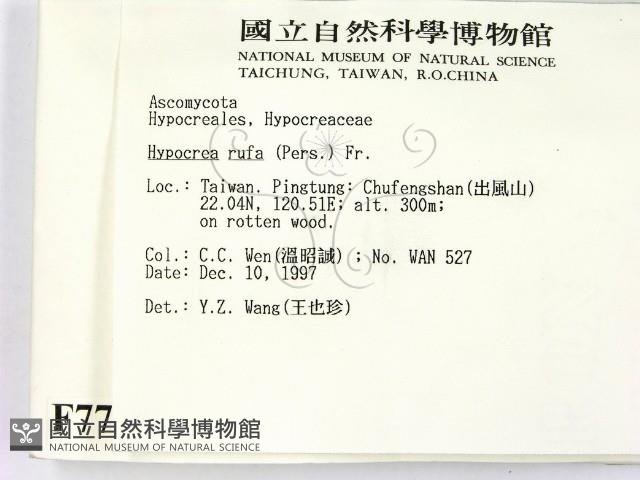 國立自然科學博物館
NATIONAL MUSEUM OF NATURAL SCIENCE
TAICHUNG, TAIWAN, R.O.CHINA
Ascomycota
Hypocreales, Hypocreaceae
Hypocrea rufa (Pers.) Fr.
Loc.: Taiwan. Pingtung: Chufengshan(出風山)
22.04N, 120.51E; alt. 300m;
on rotten wood.
Col.: C.C. Wen(溫昭誠) ; No. WAN 527
Date: Dec. 10, 1997
Det.: Y.Z. Wang(王也珍)
F77
國立自然科學博物館
NATIONAL MUSEUM OF NATURAL SCIENCE